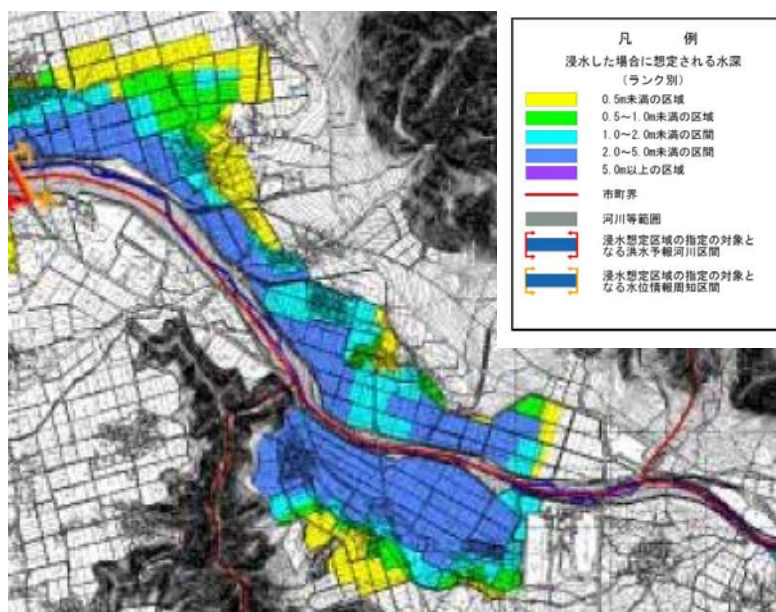 凡　例
浸水した場合に想定される水深
(ランク別)
0.5m未満の区域
0.5~1.0m未満の区域
1.0~2.0m未満の区間
2.0~5.0m未満の区間
5.0m以上の区域
市町界
河川等範囲
浸水想定区域の指定の対象と
なる洪水予報河川区間
浸水想定区域の指定の対象と
なる水位情報周知区間